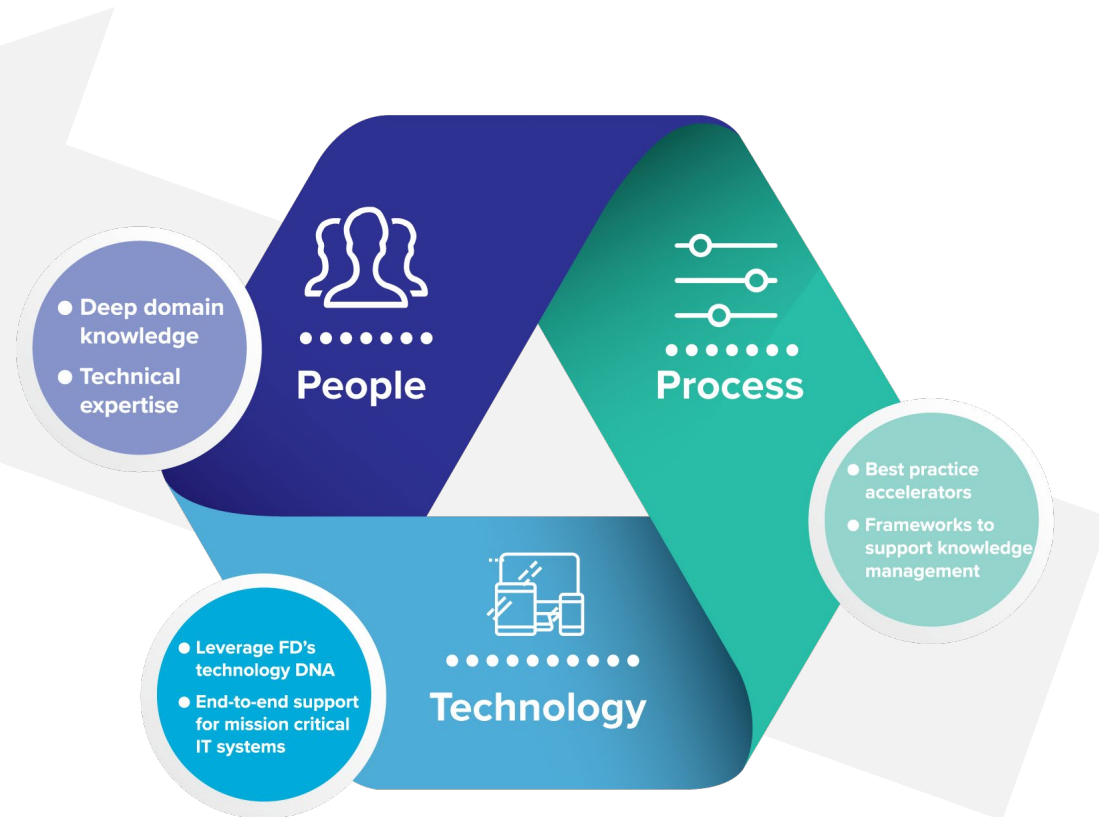 ● Deep domain
knowledge
● Technical
expertise
People
Process
● Best practice
accelerators
● Frameworks to
support knowledge
management
● Leverage FD's
technology DNA
● End-to-end support
for mission critical
IT systems
Technology